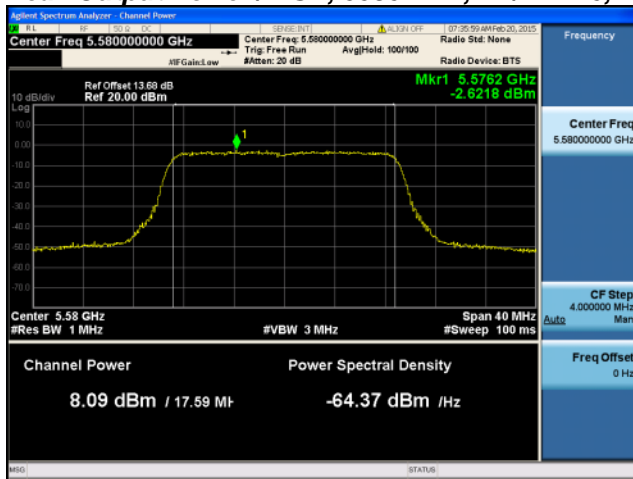 Agilent Spectrum Analyzer - Channel Power
RL RF 50 Ω DC SENSE:INT ALIGN OFF 07:35:59 AM Feb 20, 2015
Center Freq 5.580000000 GHz
Center Freq: 5.580000000 GHz
Radio Std: None
Trig: Free Run Avg|Hold: 100/100
#IFGain:Low #Atten: 20 dB Radio Device: BTS
Frequency
Mkr1 5.5762 GHz
-2.6218 dBm
Ref Offset 13.68 dB
10 dB/div Ref 20.00 dBm
Log
10.0
0.00
-10.0
-20.0
-30.0
-40.0
-50.0
-60.0
-70.0
1
Center Freq
5.580000000 GHz
Center 5.58 GHz Span 40 MHz
#Res BW 1 MHz #VBW 3 MHz #Sweep 100 ms
CF Step
4.000000 MHz
Auto Man
Freq Offset
0 Hz
Channel Power Power Spectral Density
8.09 dBm / 17.59 MH -64.37 dBm /Hz
MSG STATUS